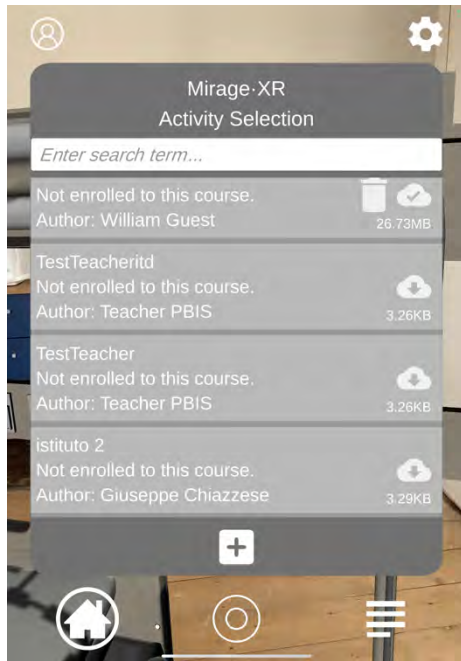 Mirage·XR
Activity Selection
Enter search term...
Not enrolled to this course.
Author: William Guest
26.73MB
TestTeacheritd
Not enrolled to this course.
Author: Teacher PBIS
3.26KB
TestTeacher
Not enrolled to this course.
Author: Teacher PBIS
3.26KB
istituto 2
Not enrolled to this course.
Author: Giuseppe Chiazzese
3.29KB